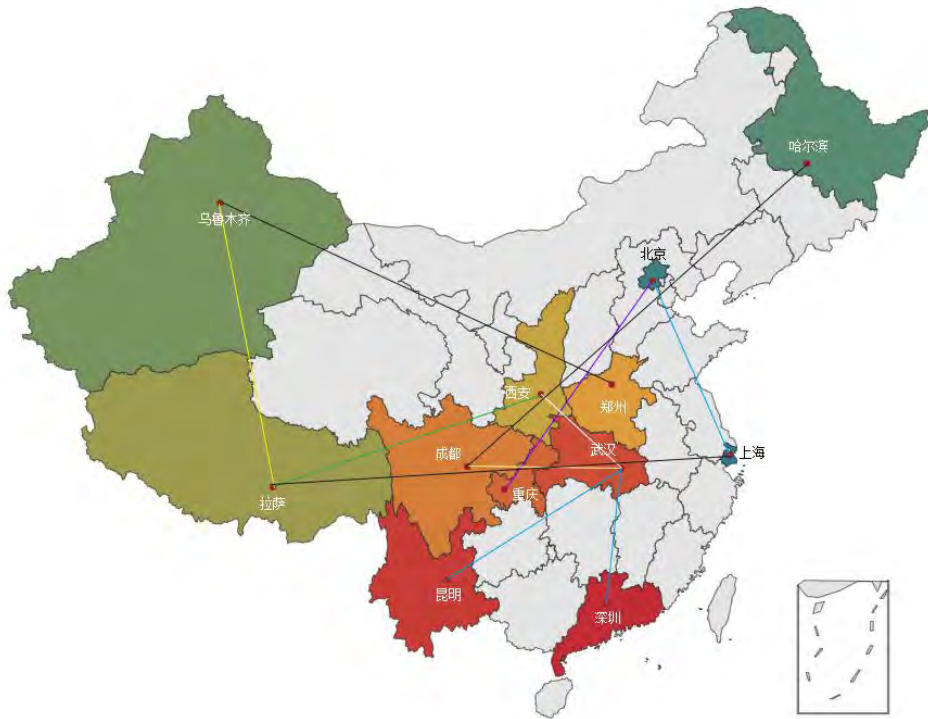 哈尔滨
乌鲁木齐
北京
西安
郑州
武汉
成都
上海
重庆
拉萨
昆明
深圳